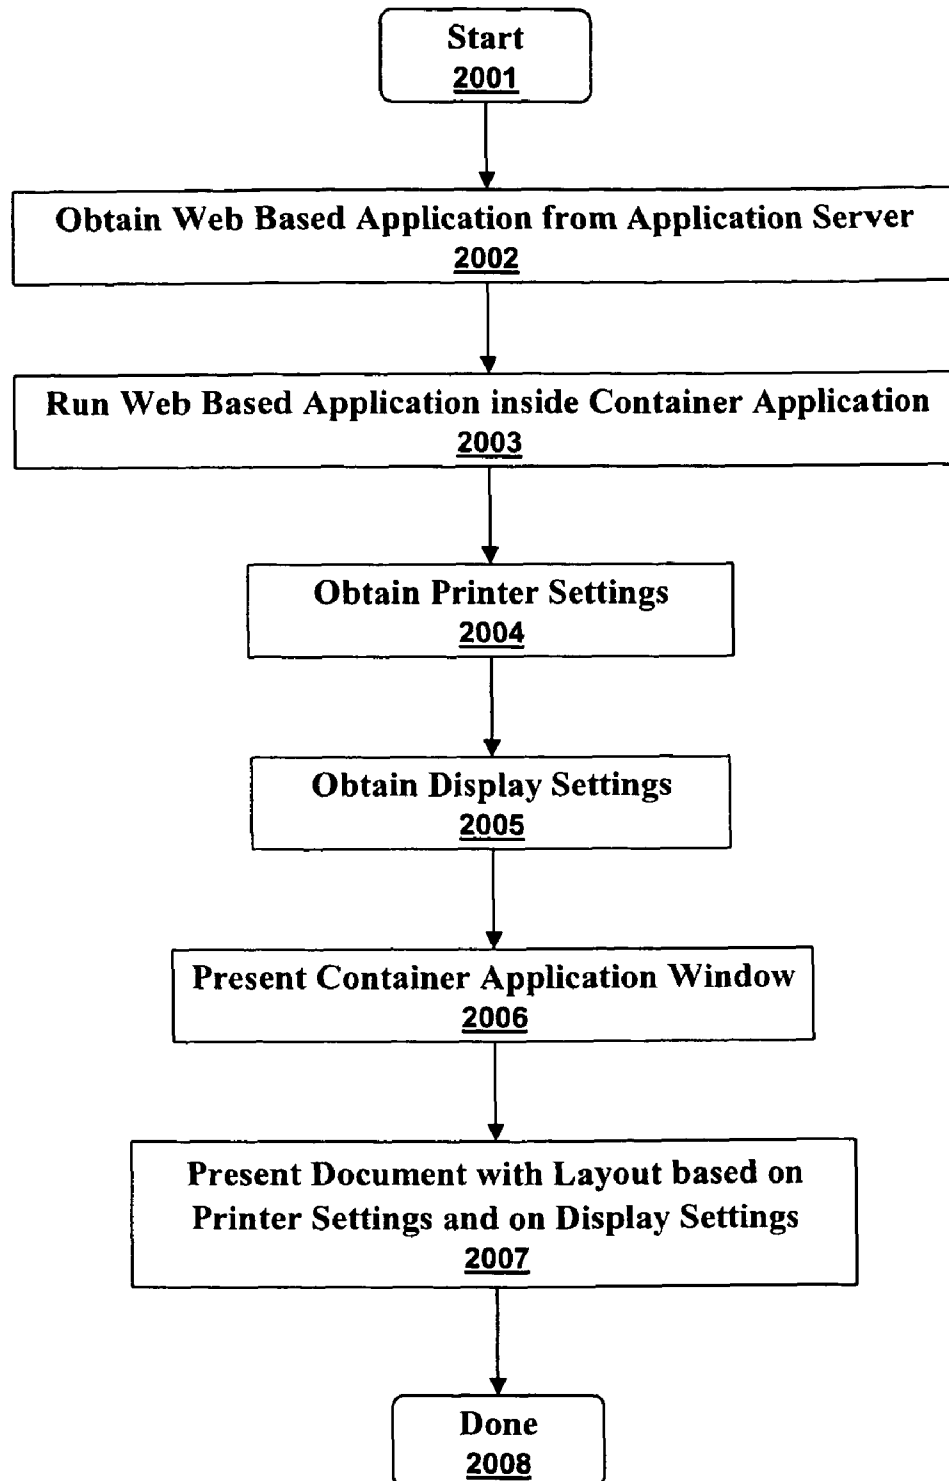 Start
2001
Obtain Web Based Application from Application Server
2002
Run Web Based Application inside Container Application
2003
Obtain Printer Settings
2004
Obtain Display Settings
2005
Present Container Application Window
2006
Present Document with Layout based on
Printer Settings and on Display Settings
2007
Done
2008